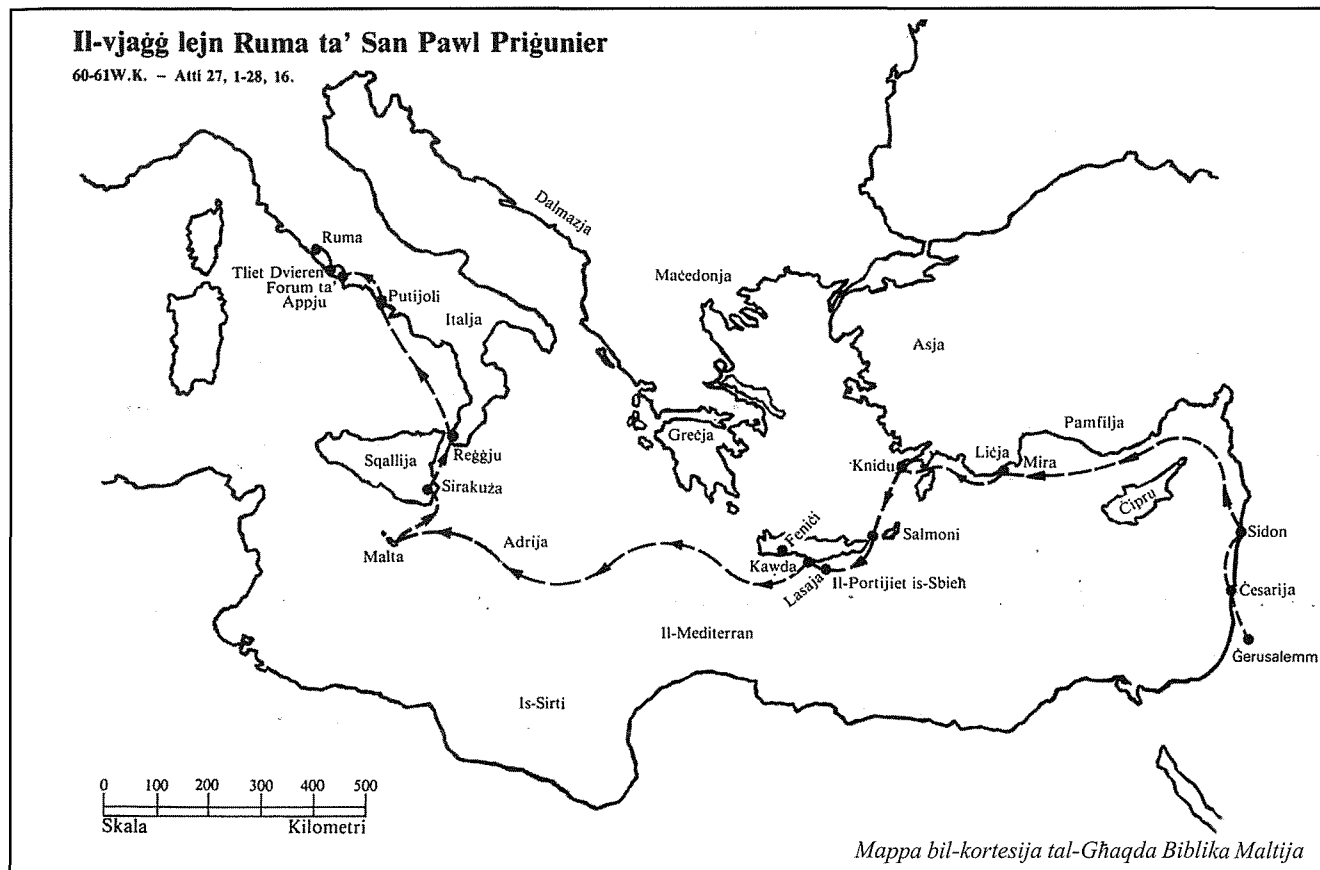 Il-vjaġġ lejn Ruma ta' San Pawl Priġunier
60-61W.K. – Atti 27, 1-28, 16.
Dalmazja
Ruma
Maċedonja
Tliet Dvieren
Forum ta'
Appju
Putijoli
Italja
Asja
Pamfilja
Greċja
Liċja
Reġġju
Knidu
Mira
Sqallija
Ċipru
Sirakuża
Feniċi
Salmoni
Sidon
Adrija
Malta
Kawda
Lasaja
Il-Portijiet is-Sbieħ
Ċesarija
Il-Mediterran
Ġerusalemm
Is-Sirti
0 100 200 300 400 500
Skala Kilometri
Mappa bil-kortesija tal-Għaqda Biblika Maltija